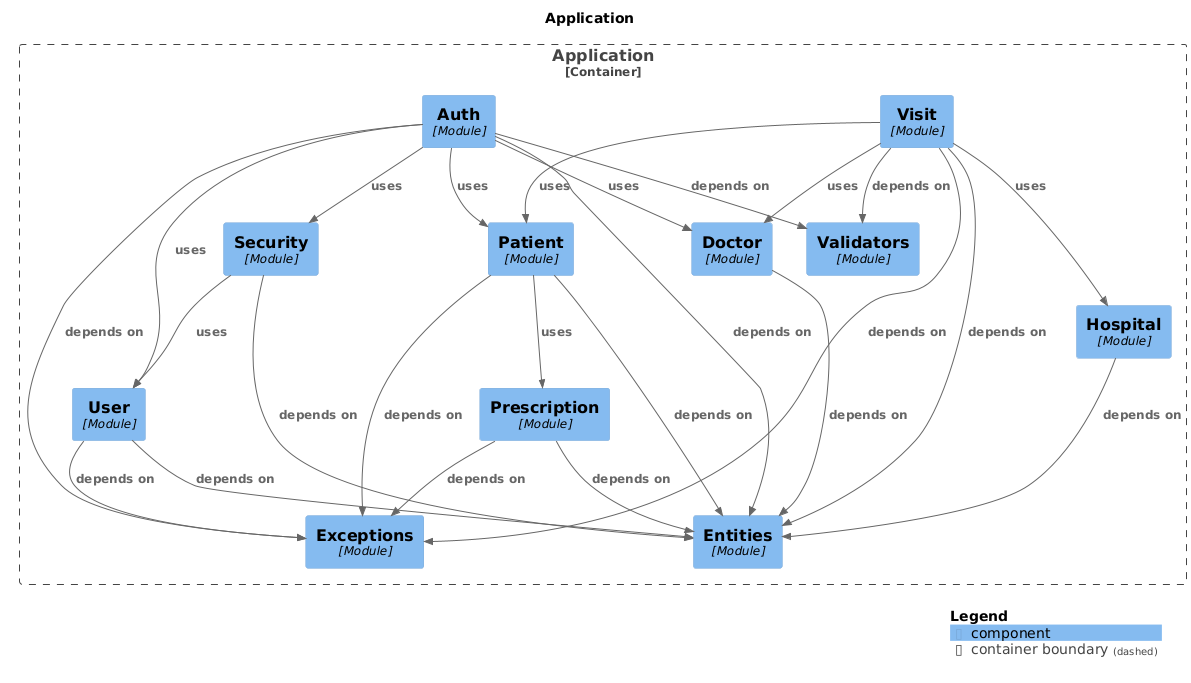 Application
Application
[Container]
Auth
[Module]
Visit
[Module]
uses
uses
uses
uses
depends on
uses
depends on
uses
Security
[Module]
Patient
[Module]
Doctor
[Module]
Validators
[Module]
uses
Hospital
[Module]
depends on
uses
uses
depends on
depends on
depends on
User
[Module]
Prescription
[Module]
depends on
depends on
depends on
depends on
depends on
depends on
depends on
depends on
depends on
Exceptions
[Module]
Entities
[Module]
Legend
component
container boundary (dashed)